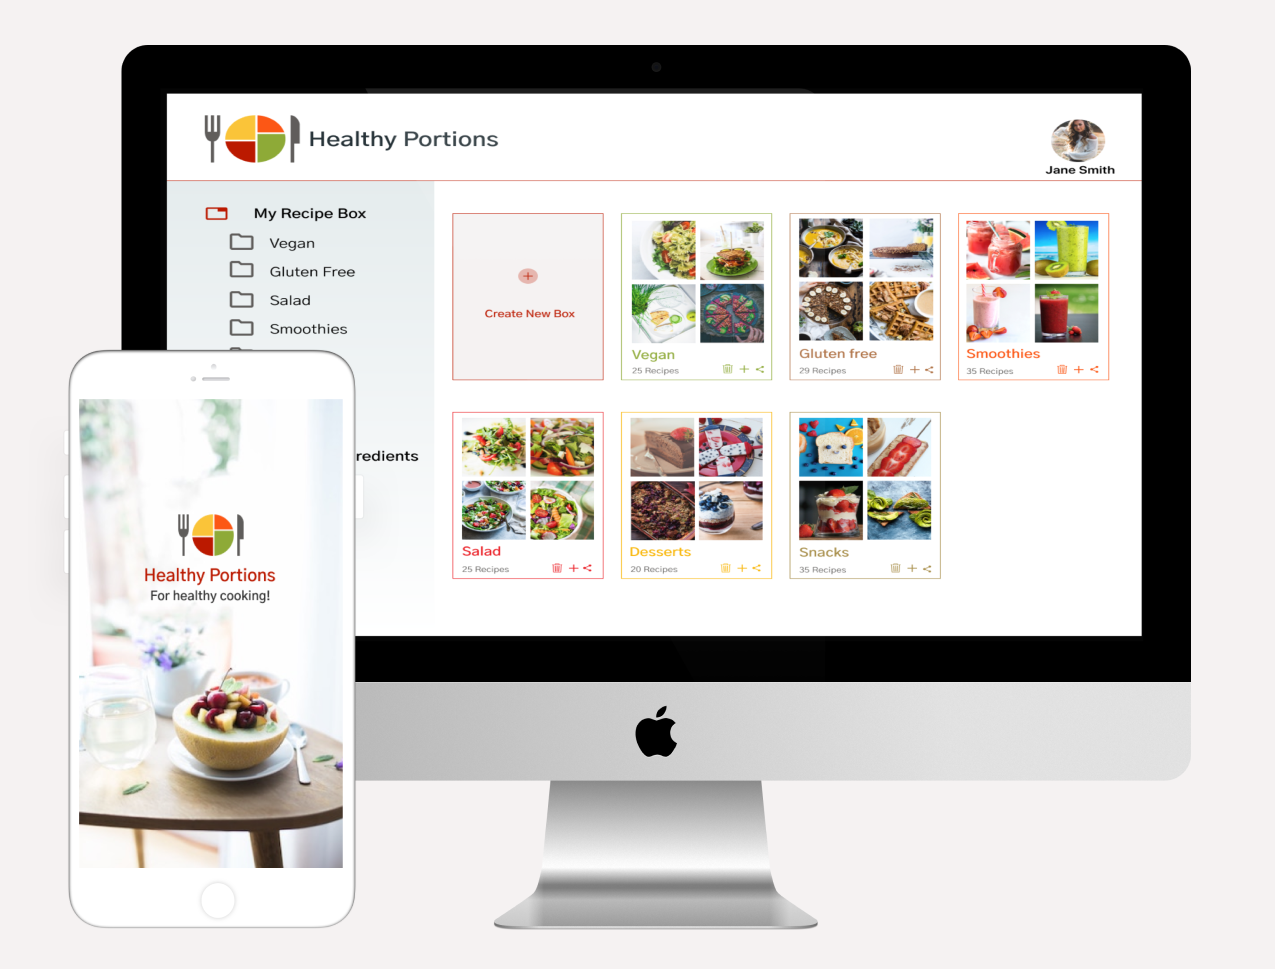 Healthy Portions
Jane Smith
My Recipe Box
Vegan
Gluten Free
Salad
Smoothies
redients
Create New Box
Vegan
25 Recipes
Gluten free
29 Recipes
Smoothies
35 Recipes
Salad
25 Recipes
Desserts
20 Recipes
Snacks
35 Recipes
Healthy Portions
For healthy cooking!